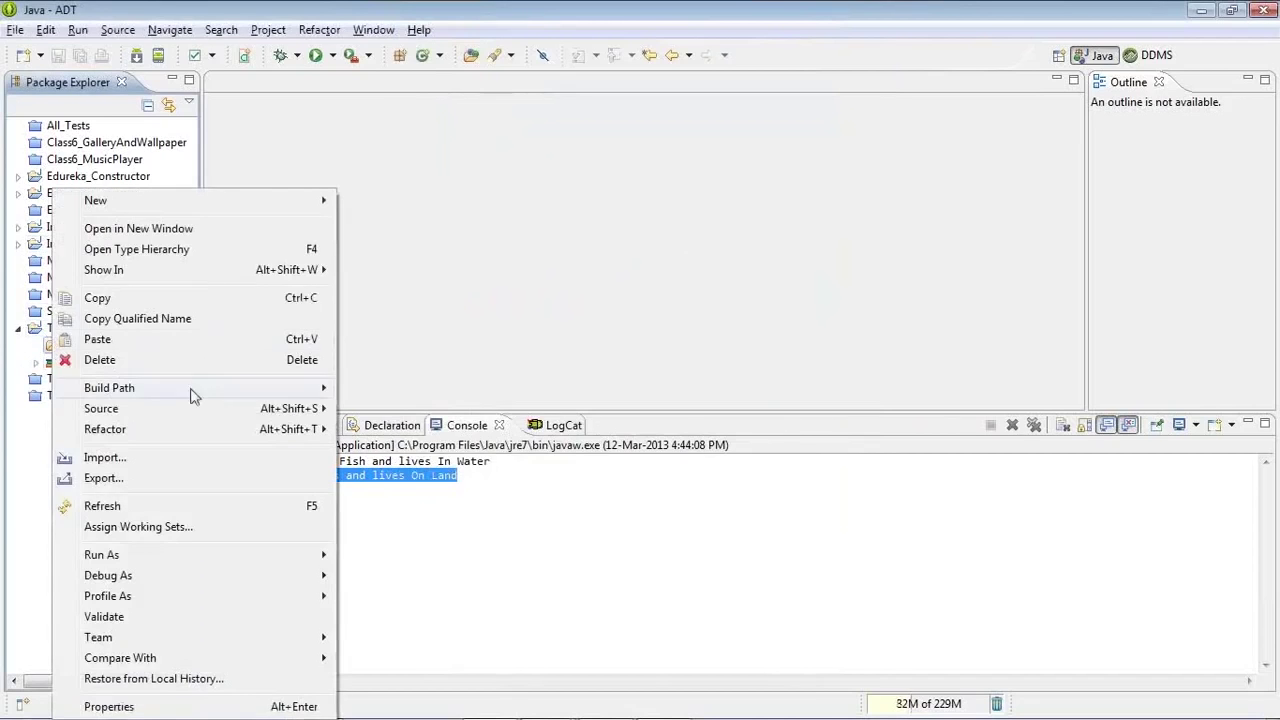 Java - ADT
File Edit Run Source Navigate Search Project Refactor Window Help
Java DDMS
Package Explorer
All_Tests
Class6_GalleryAndWallpaper
Class6_MusicPlayer
Edureka_Constructor
New
Open in New Window
Open Type Hierarchy F4
Show In Alt+Shift+W
Copy Ctrl+C
Copy Qualified Name
Paste Ctrl+V
Delete Delete
Build Path
Source Alt+Shift+S
Refactor Alt+Shift+T
Import...
Export...
Refresh F5
Assign Working Sets...
Run As
Debug As
Profile As
Validate
Team
Compare With
Restore from Local History...
Properties Alt+Enter
Outline
An outline is not available.
Declaration Console LogCat
Application] C:\Program Files\Java\jre7\bin\javaw.exe (12-Mar-2013 4:44:08 PM)
Fish and lives In Water
and lives On Land
32M of 229M